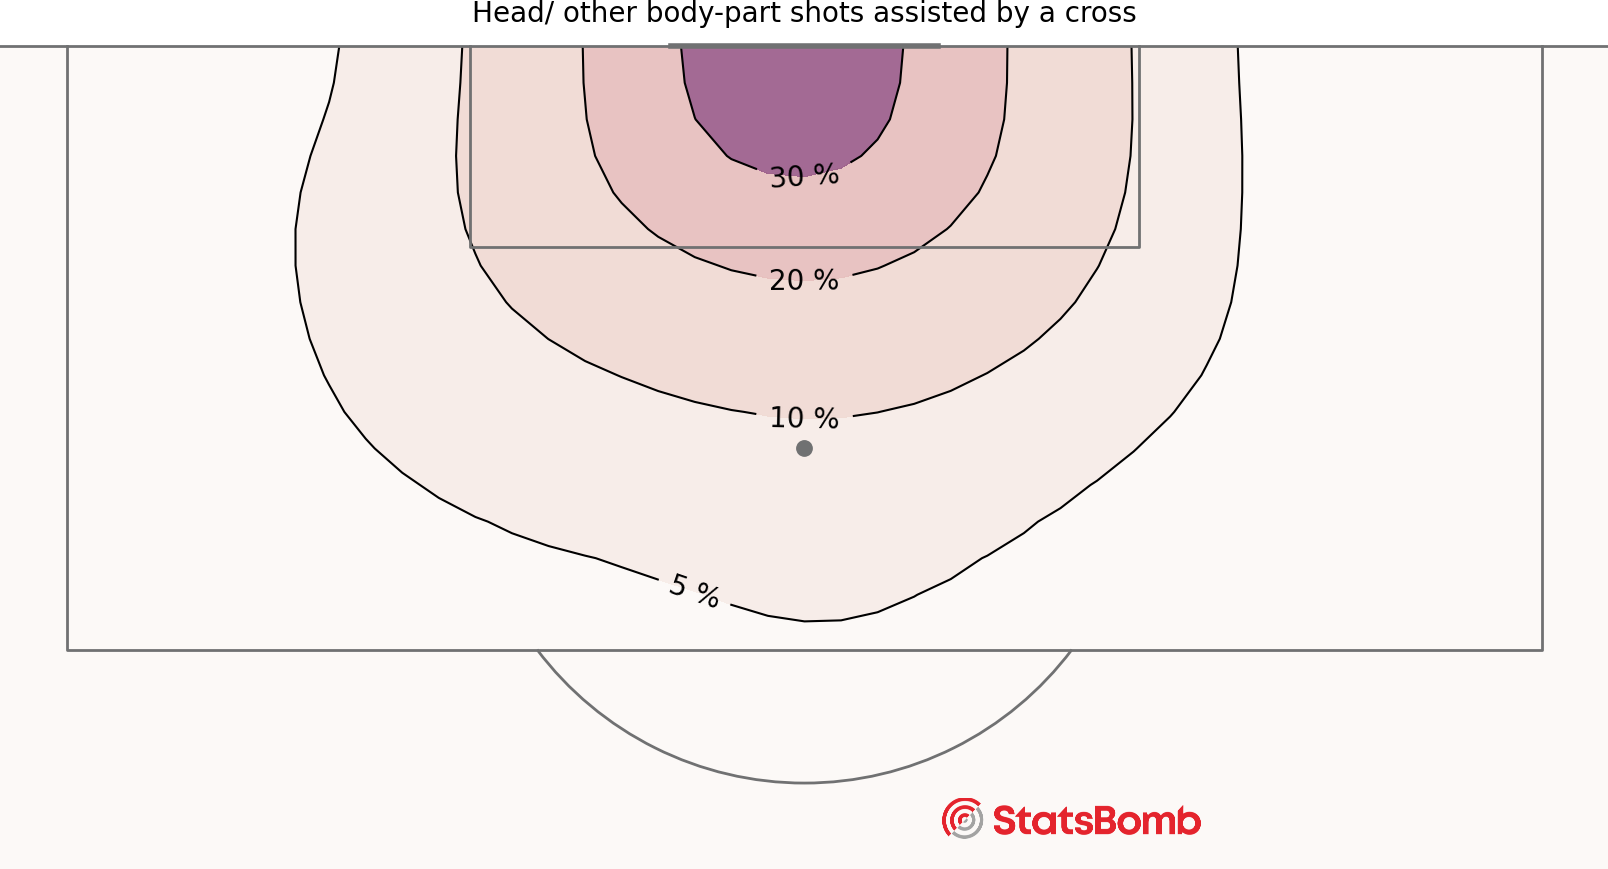 Head/ other body-part shots assisted by a cross
30 %
20 %
10 %
5 %
StatsBomb